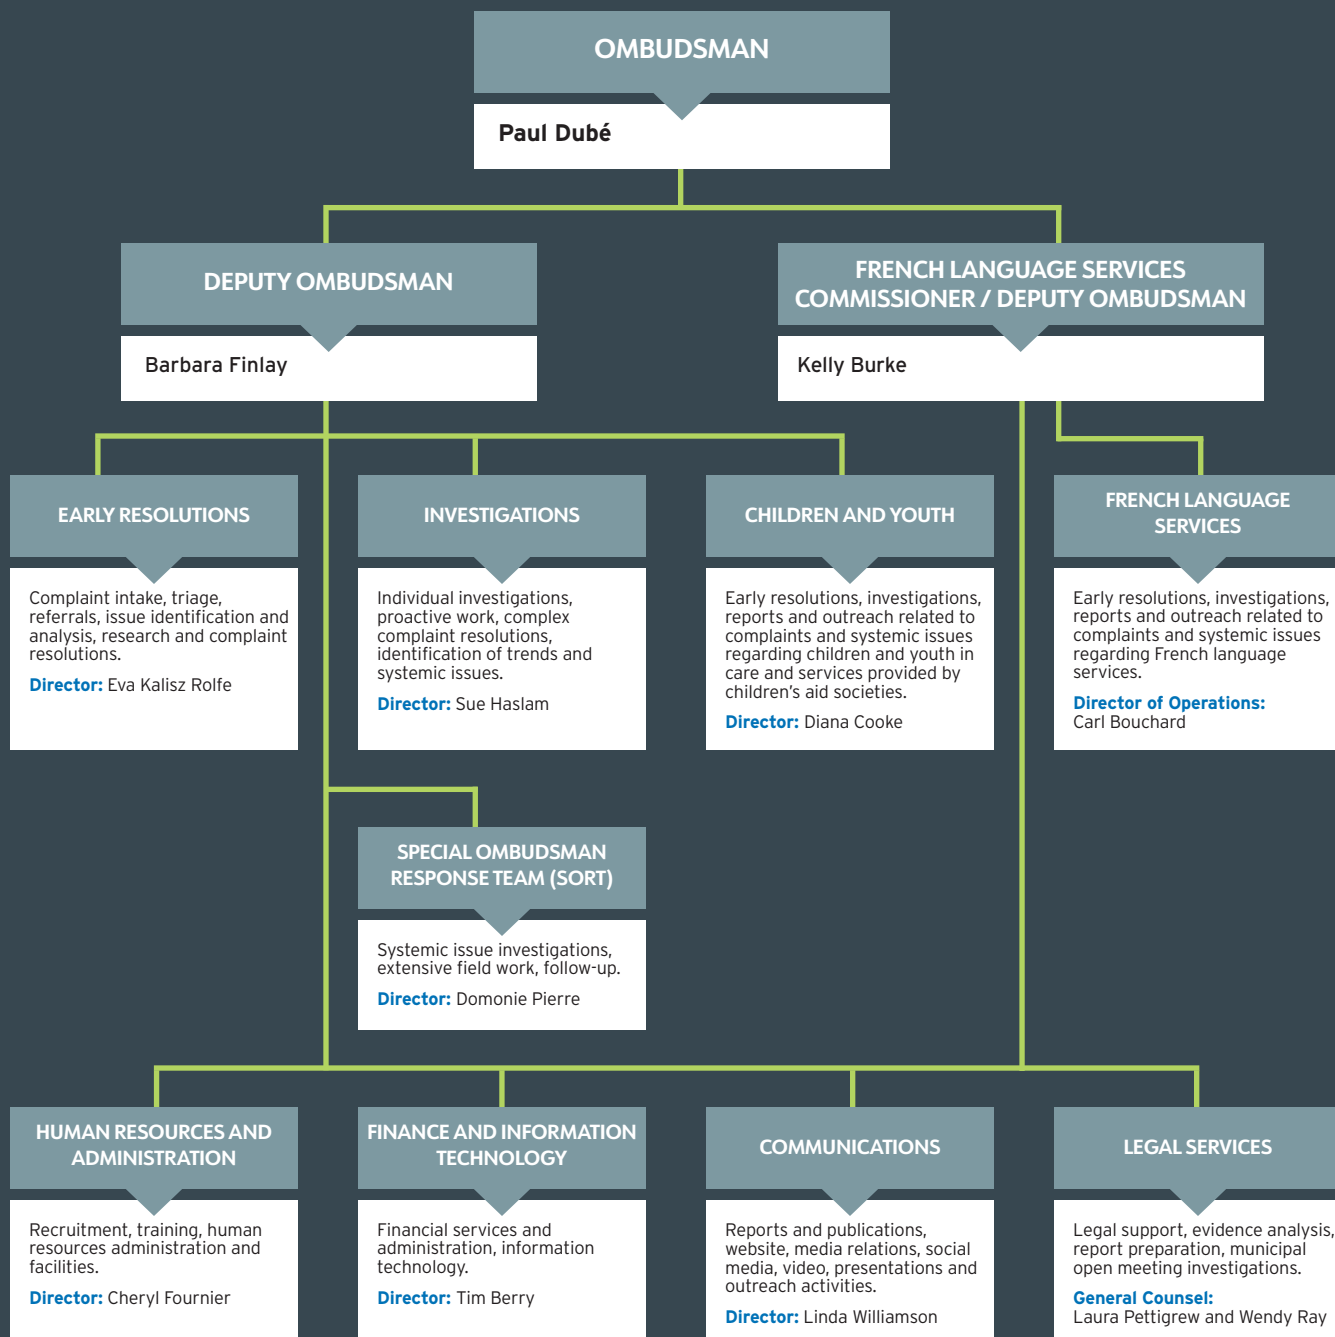 OMBUDSMAN
Paul Dubé
DEPUTY OMBUDSMAN
Barbara Finlay
FRENCH LANGUAGE SERVICES
COMMISSIONER / DEPUTY OMBUDSMAN
Kelly Burke
EARLY RESOLUTIONS
Complaint intake, triage,
referrals, issue identification and
analysis, research and complaint
resolutions.
Director: Eva Kalisz Rolfe
INVESTIGATIONS
Individual investigations,
proactive work, complex
complaint resolutions,
identification of trends and
systemic issues.
Director: Sue Haslam
CHILDREN AND YOUTH
Early resolutions, investigations,
reports and outreach related to
complaints and systemic issues
regarding children and youth in
care and services provided by
children’s aid societies.
Director: Diana Cooke
FRENCH LANGUAGE
SERVICES
Early resolutions, investigations,
reports and outreach related to
complaints and systemic issues
regarding French language
services.
Director of Operations:
Carl Bouchard
SPECIAL OMBUDSMAN
RESPONSE TEAM (SORT)
Systemic issue investigations,
extensive field work, follow-up.
Director: Domonie Pierre
HUMAN RESOURCES AND
ADMINISTRATION
Recruitment, training, human
resources administration and
facilities.
Director: Cheryl Fournier
FINANCE AND INFORMATION
TECHNOLOGY
Financial services and
administration, information
technology.
Director: Tim Berry
COMMUNICATIONS
Reports and publications,
website, media relations, social
media, video, presentations and
outreach activities.
Director: Linda Williamson
LEGAL SERVICES
Legal support, evidence analysis,
report preparation, municipal
open meeting investigations.
General Counsel:
Laura Pettigrew and Wendy Ray